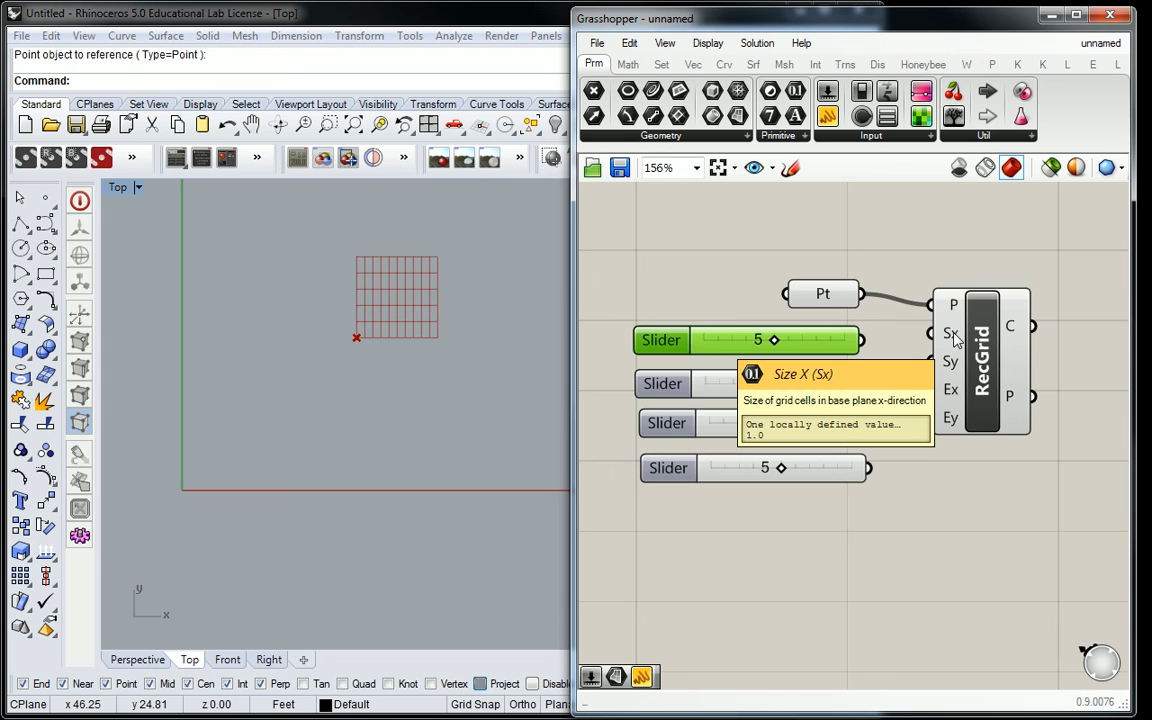 Untitled - Rhinoceros 5.0 Educational Lab License - [Top]
File Edit View Curve Surface Solid Mesh Dimension Transform Tools Analyze Render Panels
Point object to reference ( Type=Point ):
Command:
Standard CPlanes Set View Display Select Viewport Layout Visibility Transform Curve Tools Surfac
Top
y
x
Perspective Top Front Right
End Near Point Mid Cen Int Perp Tan Quad Knot Vertex Project Disable
CPlane x 46.25 y 24.81 z 0.00 Feet Default Grid Snap Ortho Plana
Grasshopper - unnamed
File Edit View Display Solution Help unnamed
Prm Math Set Vec Crv Srf Msh Int Trns Dis Honeybee W P K K L E L
Geometry Primitive Input Util
156%
Pt
Slider 5
Slider
Slider
Slider 5
P
Sx
Sy
Ex
Ey
RecGrid
C
P
0.1 Size X (Sx)
Size of grid cells in base plane x-direction
One locally defined value…
1.0
0.9.0076